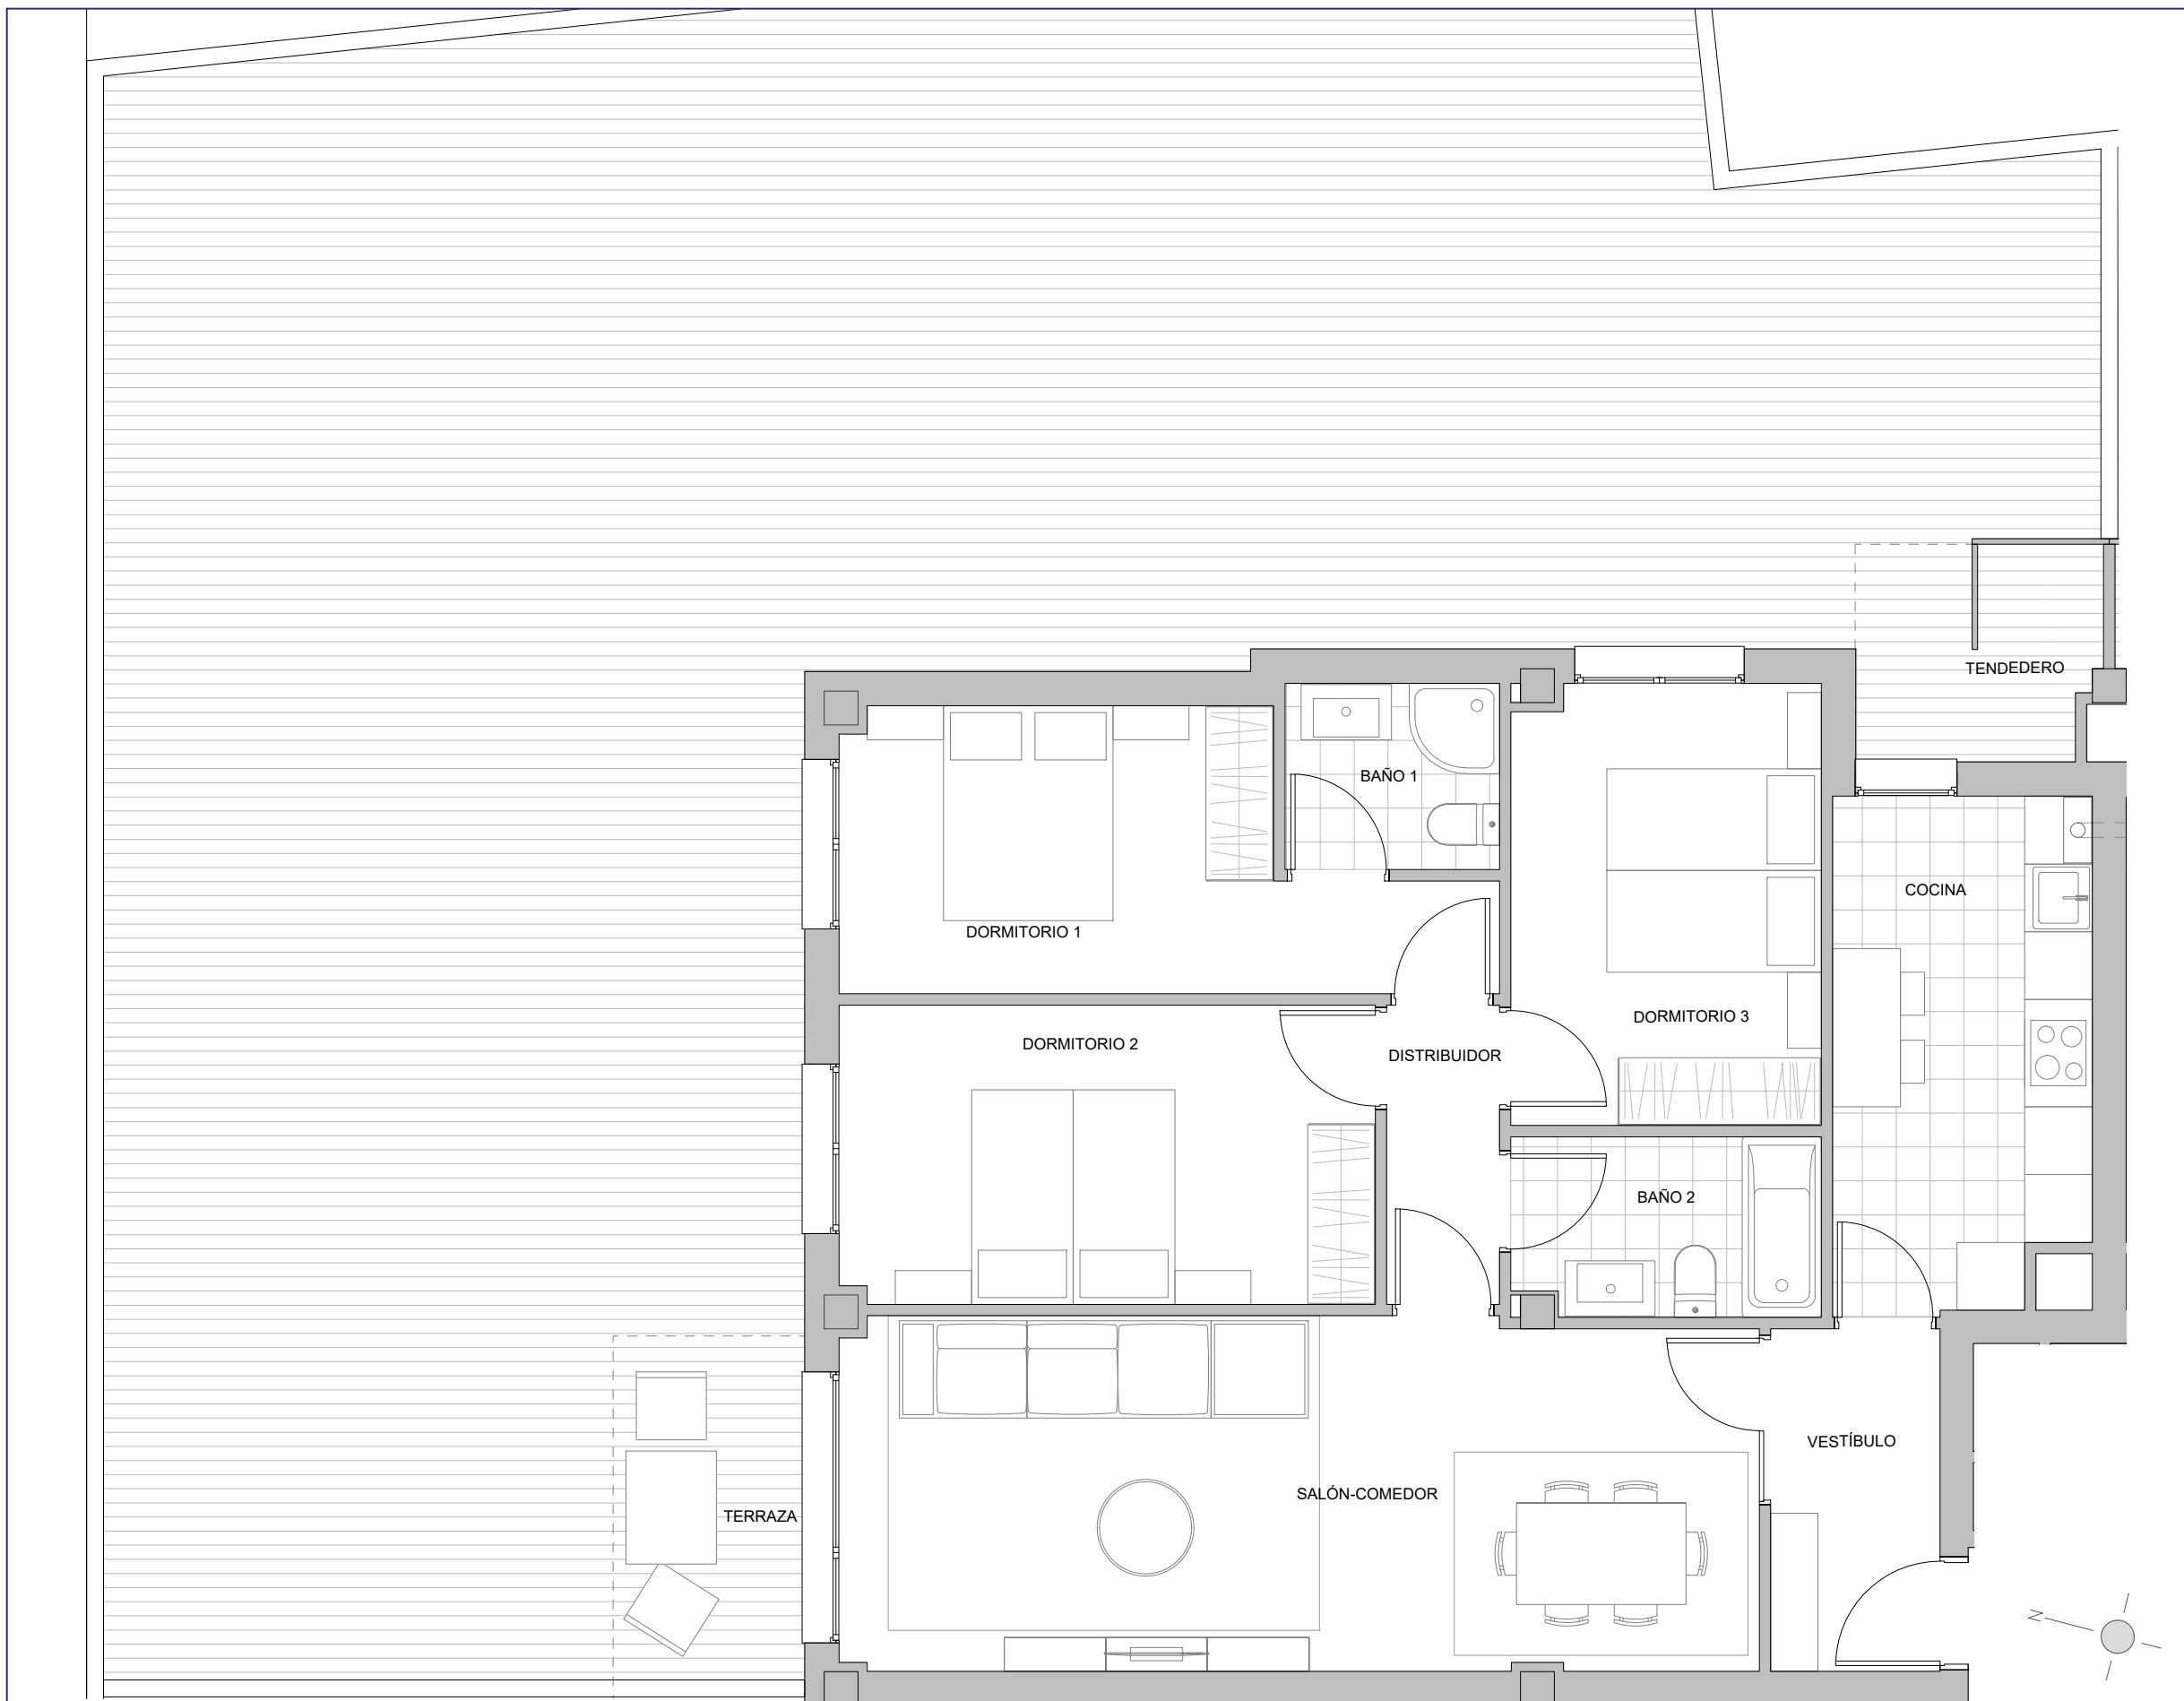 TENDEDERO
BAÑO 1
COCINA
DORMITORIO 1
DORMITORIO 3
DORMITORIO 2
DISTRIBUIDOR
BAÑO 2
VESTÍBULO
SALÓN-COMEDOR
TERRAZA
N